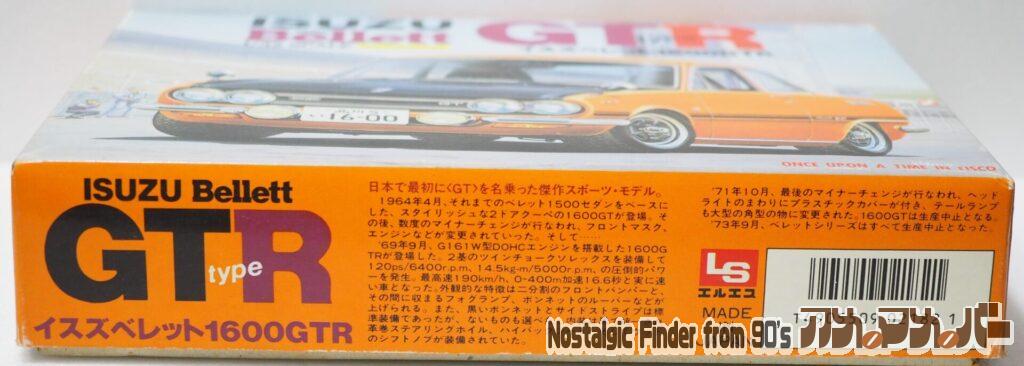 ISUZU
Bellett
GTR
16-00
ONCE UPON A TIME IN EISCO
ISUZU Bellett
GTR
type
イスズベレット1600GTR
日本で最初に〈GT〉を名乗った傑作スポーツ・モデル。
1964年4月、それまでのベレット1500セダンをベースに
した、スタイリッシュな2ドアクーペの1600GTが登場。そ
の後、数度のマイナーチェンジが行なわれ、フロントマスク、
エンジンなどが変更されていった。そして……
'69年9月、G161W型DOHCエンジンを搭載した1600G
TRが登場した。2基のツインチョークソレックスを装備して
120ps/6400r.p.m、14.5kg-m/5000r.p.mの圧倒的パワ
ーを発生。最高速190km/h、0-400m加速16.6秒と実に速
い車となった。外観的な特徴は二分割のフロントバンパーと、
その間に収まるフォグランプ、ボンネットのルーバーなどが
上げられる。また、黒いボンネットとサイドストライプは標
準装備であったが、ないものも選べ
革巻ステアリングホイル、ハイバッ
のシフトノブが装備されていた。
'71年10月、最後のマイナーチェンジが行なわれ、ヘッド
ライトのまわりにプラスチックカバーが付き、テールランプ
も大型の角型の物に変更された。1600GTは生産中止となる。
'73年9月、ベレットシリーズはすべて生産中止となった。
LS
エルエス
MADE
Nostalgic Finder from 90's